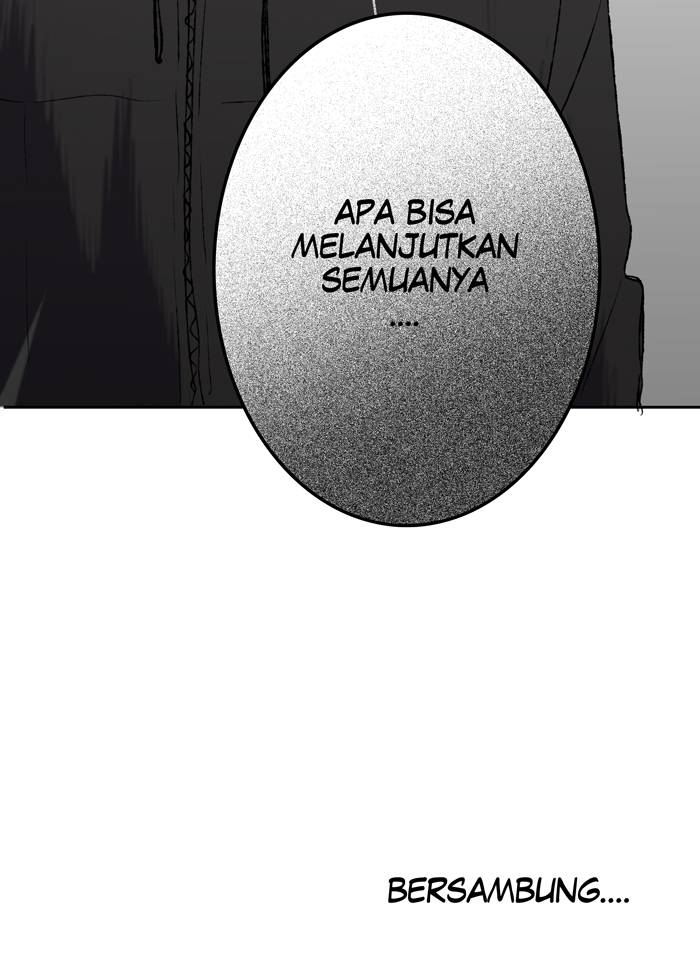 APA BISA
MELANJUTKAN
SEMUANYA
....
BERSAMBUNG....